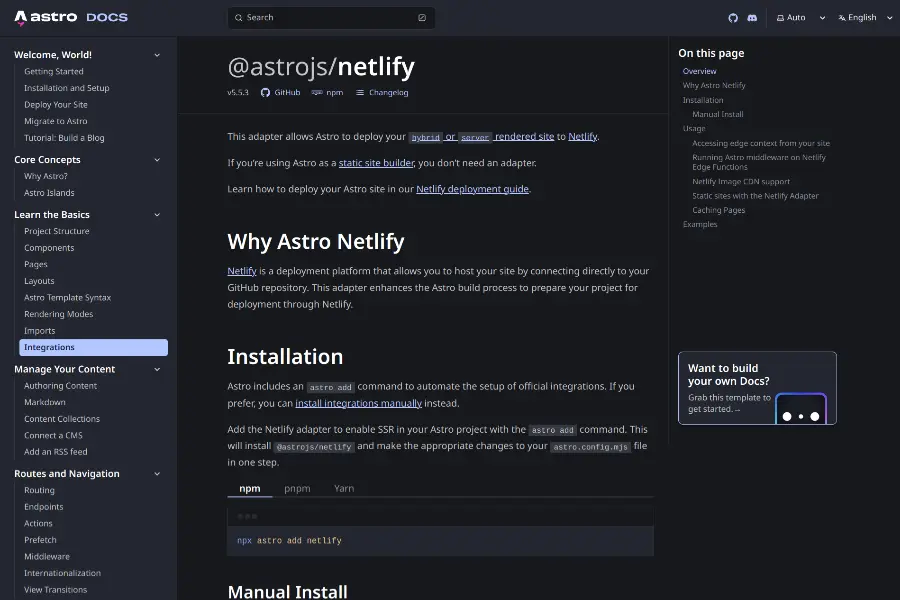 astro DOCS
Search
Auto
English
Welcome, World!
Getting Started
Installation and Setup
Deploy Your Site
Migrate to Astro
Tutorial: Build a Blog
Core Concepts
Why Astro?
Astro Islands
Learn the Basics
Project Structure
Components
Pages
Layouts
Astro Template Syntax
Rendering Modes
Imports
Integrations
Manage Your Content
Authoring Content
Markdown
Content Collections
Connect a CMS
Add an RSS feed
Routes and Navigation
Routing
Endpoints
Actions
Prefetch
Middleware
Internationalization
View Transitions
@astrojs/netlify
v5.5.3 GitHub npm Changelog
This adapter allows Astro to deploy your hybrid or server rendered site to Netlify.
If you're using Astro as a static site builder, you don't need an adapter.
Learn how to deploy your Astro site in our Netlify deployment guide.
Why Astro Netlify
Netlify is a deployment platform that allows you to host your site by connecting directly to your
GitHub repository. This adapter enhances the Astro build process to prepare your project for
deployment through Netlify.
Installation
Astro includes an astro add command to automate the setup of official integrations. If you
prefer, you can install integrations manually instead.
Add the Netlify adapter to enable SSR in your Astro project with the astro add command. This
will install @astrojs/netlify and make the appropriate changes to your astro.config.mjs file
in one step.
npm pnpm Yarn
npx astro add netlify
Manual Install
On this page
Overview
Why Astro Netlify
Installation
Manual Install
Usage
Accessing edge context from your site
Running Astro middleware on Netlify
Edge Functions
Netlify Image CDN support
Static sites with the Netlify Adapter
Caching Pages
Examples
Want to build
your own Docs?
Grab this template to
get started.→